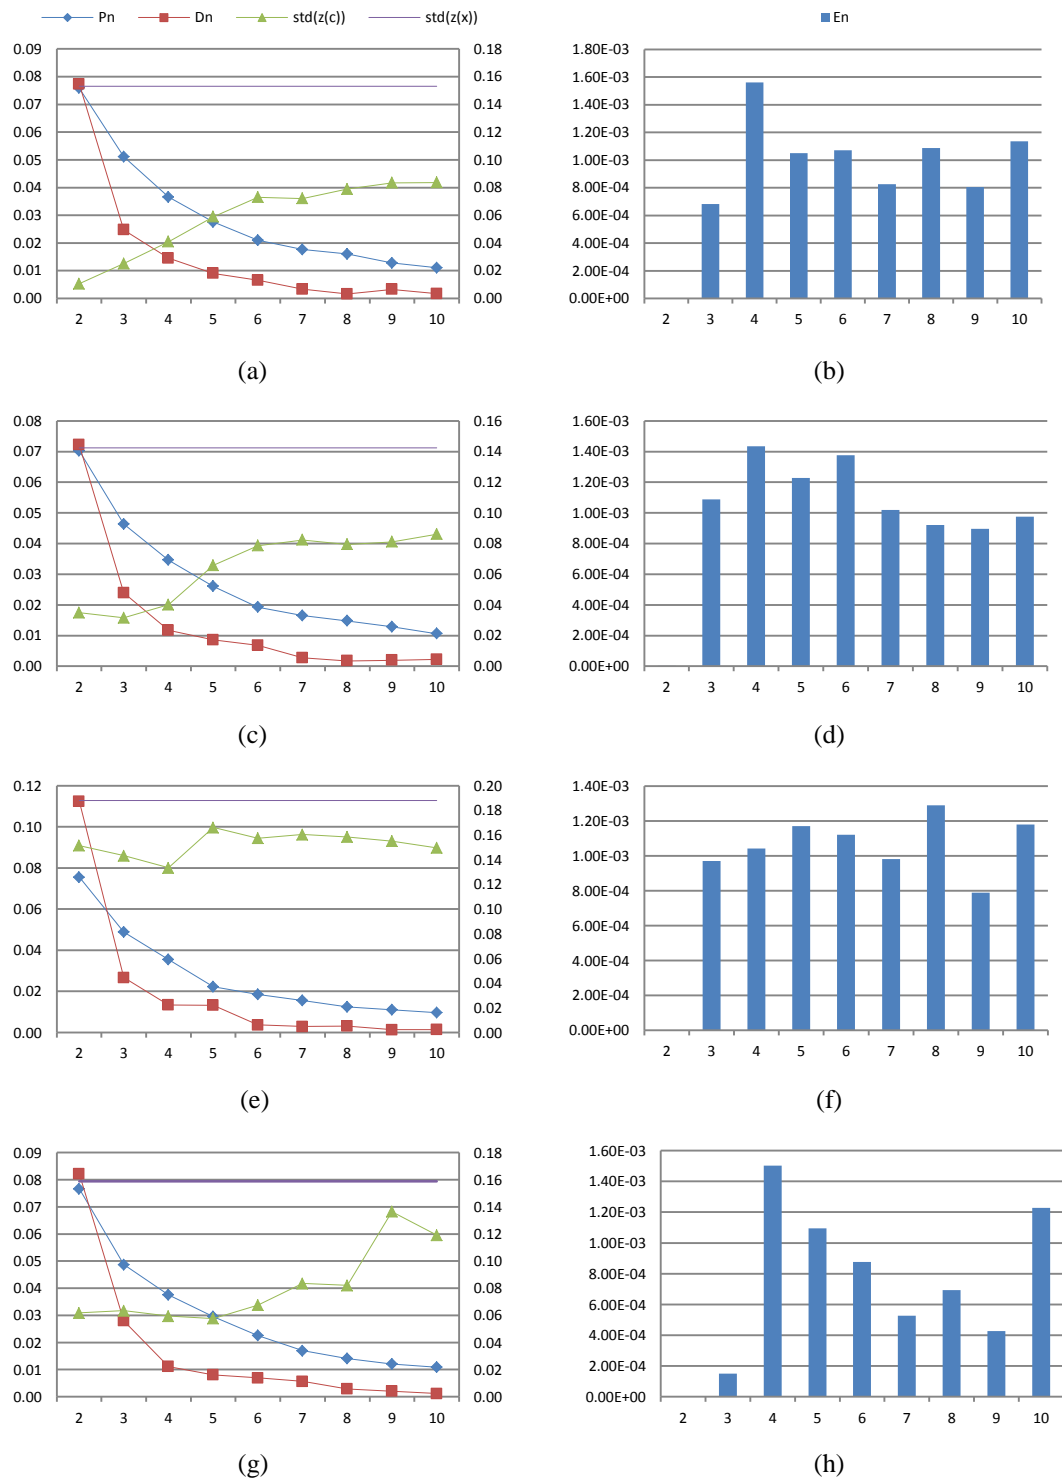 Pn Dn std(z(c)) std(z(x)) En
0.09 0.18 1.80E-03
0.08 0.16 1.60E-03
0.07 0.14 1.40E-03
0.06 0.12 1.20E-03
0.05 0.10 1.00E-03
0.04 0.08 8.00E-04
0.03 0.06 6.00E-04
0.02 0.04 4.00E-04
0.01 0.02 2.00E-04
0.00 0.00 0.00E+00
2 3 4 5 6 7 8 9 10 2 3 4 5 6 7 8 9 10
(a) (b)
0.08 0.16 1.60E-03
0.07 0.14 1.40E-03
0.06 0.12 1.20E-03
0.05 0.10 1.00E-03
0.04 0.08 8.00E-04
0.03 0.06 6.00E-04
0.02 0.04 4.00E-04
0.01 0.02 2.00E-04
0.00 0.00 0.00E+00
2 3 4 5 6 7 8 9 10 2 3 4 5 6 7 8 9 10
(c) (d)
0.12 0.20 1.40E-03
0.18
0.10 0.16 1.20E-03
0.14 1.00E-03
0.08 0.12
0.06 0.10 8.00E-04
0.08 6.00E-04
0.04 0.06
0.04 4.00E-04
0.02 0.02 2.00E-04
0.00 0.00 0.00E+00
2 3 4 5 6 7 8 9 10 2 3 4 5 6 7 8 9 10
(e) (f)
0.09 0.18 1.60E-03
0.08 0.16 1.40E-03
0.07 0.14 1.20E-03
0.06 0.12 1.00E-03
0.05 0.10 8.00E-04
0.04 0.08 6.00E-04
0.03 0.06 4.00E-04
0.02 0.04 2.00E-04
0.01 0.02 0.00E+00
0.00 0.00
2 3 4 5 6 7 8 9 10 2 3 4 5 6 7 8 9 10
(g) (h)